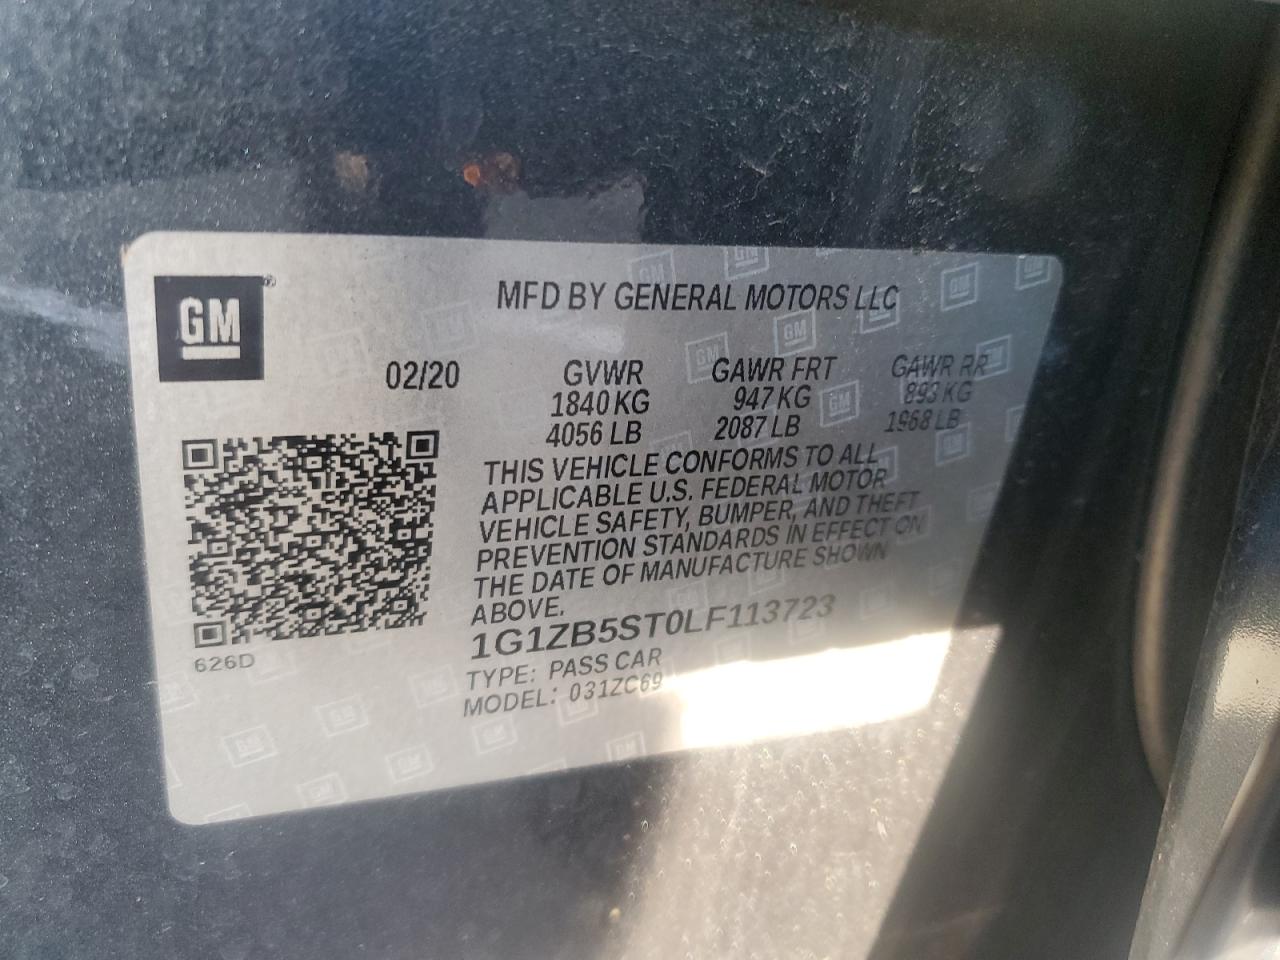 GM
MFD BY GENERAL MOTORS LLC
02/20 GVWR GAWR FRT GAWR RR
1840 KG 947 KG 893 KG
4056 LB 2087 LB 1968 LB
THIS VEHICLE CONFORMS TO ALL
APPLICABLE U.S. FEDERAL MOTOR
VEHICLE SAFETY, BUMPER, AND THEFT
PREVENTION STANDARDS IN EFFECT ON
THE DATE OF MANUFACTURE SHOWN
ABOVE.
1G1ZB5ST0LF113723
626D
TYPE: PASS CAR
MODEL: 031ZC69